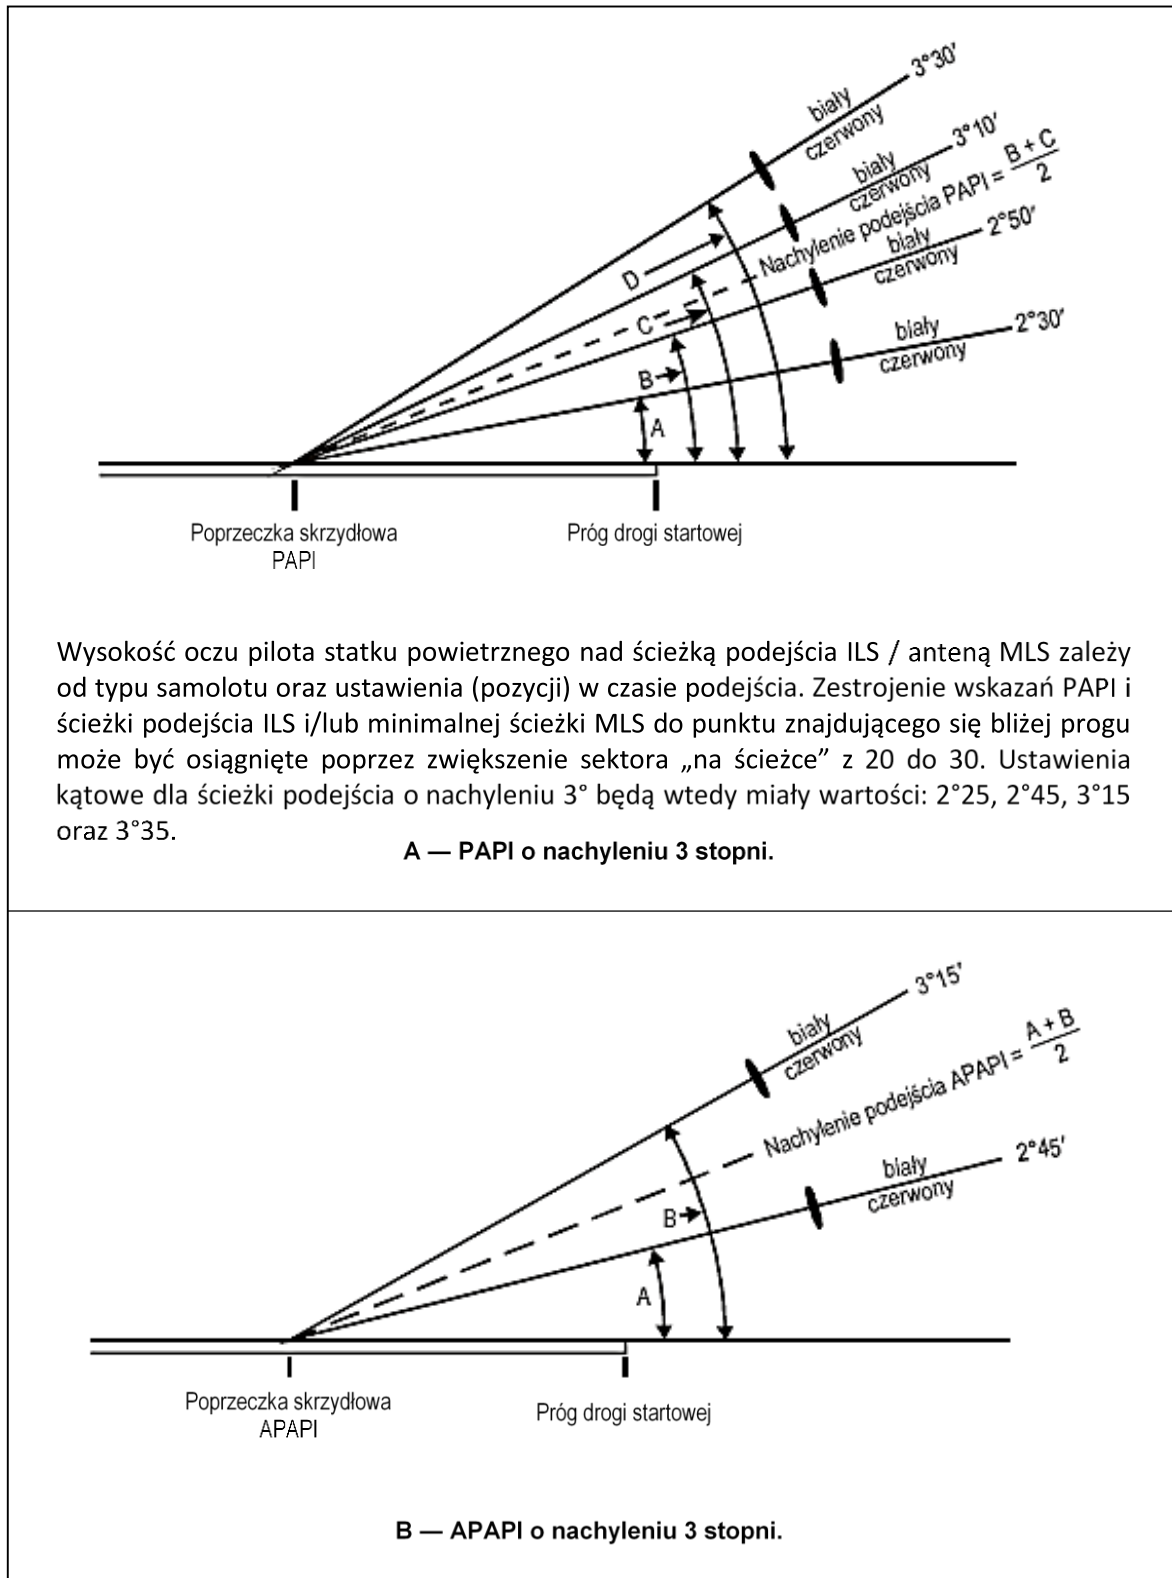 3°30′
biały
czerwony
3°10′
biały
czerwony
Nachylenie podejścia PAPI = B + C
2
2°50′
biały
czerwony
2°30′
biały
czerwony
D
C
B
A
Poprzeczka skrzydłowa
PAPI
Próg drogi startowej
Wysokość oczu pilota statku powietrznego nad ścieżką podejścia ILS / anteną MLS zależy
od typu samolotu oraz ustawienia (pozycji) w czasie podejścia. Zestrojenie wskazań PAPI i
ścieżki podejścia ILS i/lub minimalnej ścieżki MLS do punktu znajdującego się bliżej progu
może być osiągnięte poprzez zwiększenie sektora „na ścieżce” z 20 do 30. Ustawienia
kątowe dla ścieżki podejścia o nachyleniu 3° będą wtedy miały wartości: 2°25, 2°45, 3°15
oraz 3°35.
A — PAPI o nachyleniu 3 stopni.
3°15′
biały
czerwony
Nachylenie podejścia APAPI = A + B
2
2°45′
biały
czerwony
B
A
Poprzeczka skrzydłowa
APAPI
Próg drogi startowej
B — APAPI o nachyleniu 3 stopni.